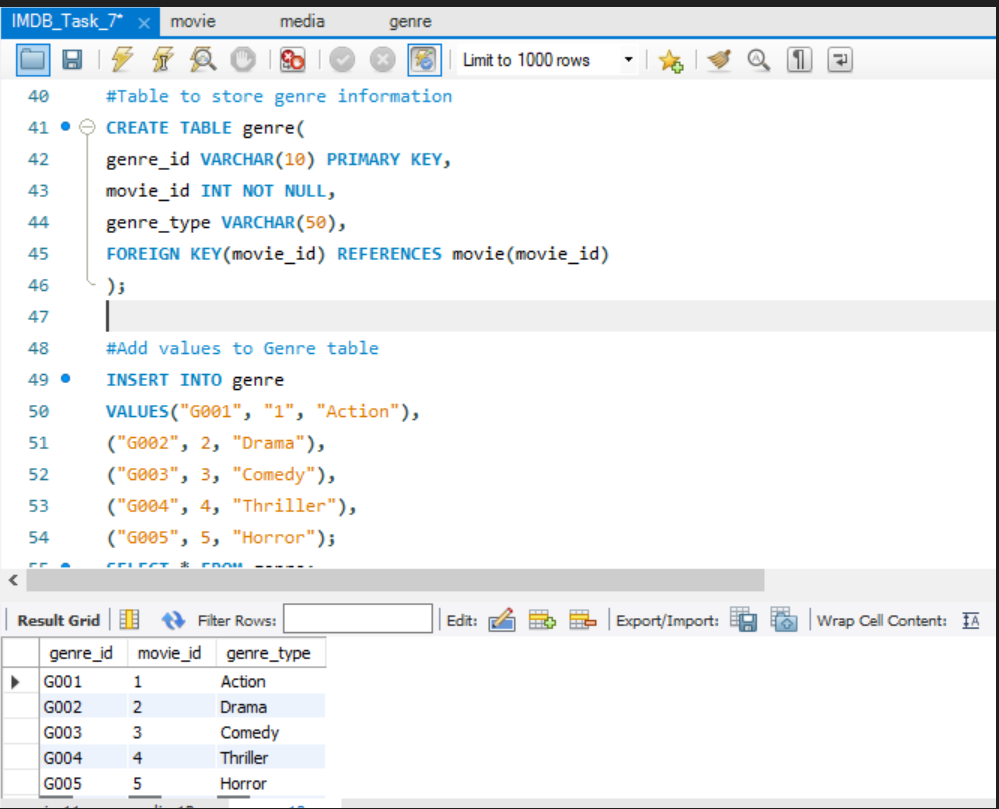 IMDB_Task_7* × movie media genre
Limit to 1000 rows
40 #Table to store genre information
41 CREATE TABLE genre(
42 genre_id VARCHAR(10) PRIMARY KEY,
43 movie_id INT NOT NULL,
44 genre_type VARCHAR(50),
45 FOREIGN KEY(movie_id) REFERENCES movie(movie_id)
46 );
47
48 #Add values to Genre table
49 INSERT INTO genre
50 VALUES("G001", "1", "Action"),
51 ("G002", 2, "Drama"),
52 ("G003", 3, "Comedy"),
53 ("G004", 4, "Thriller"),
54 ("G005", 5, "Horror");
55 SELECT * FROM genre;
Result Grid Filter Rows: Edit: Export/Import: Wrap Cell Content: IA
genre_id movie_id genre_type
G001 1 Action
G002 2 Drama
G003 3 Comedy
G004 4 Thriller
G005 5 Horror